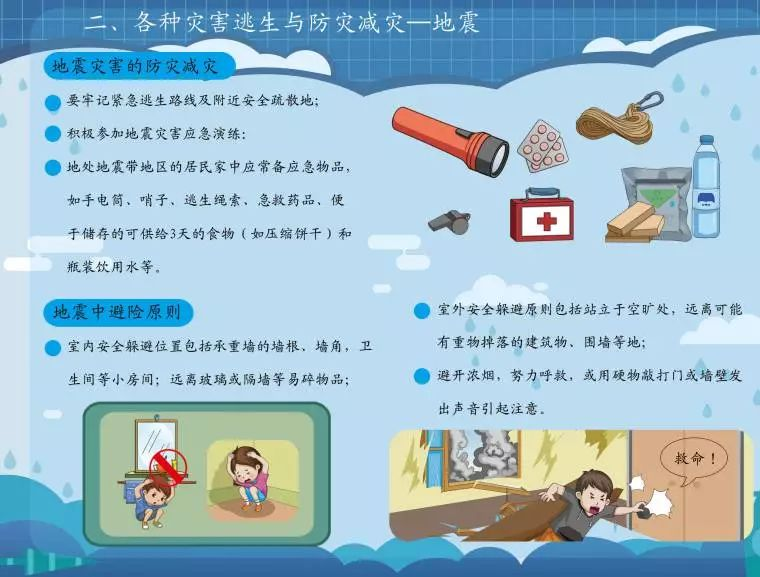 二、各种灾害逃生与防灾减灾—地震
地震灾害的防灾减灾
要牢记紧急逃生路线及附近安全疏散地;
积极参加地震灾害应急演练;
地处地震带地区的居民家中应常备应急物品,
如手电筒、哨子、逃生绳索、急救药品、便
于储存的可供给3天的食物（如压缩饼干）和
瓶装饮用水等。
地震中避险原则
室内安全躲避位置包括承重墙的墙根、墙角，卫
生间等小房间；远离玻璃或隔墙等易碎物品；
室外安全躲避原则包括站立于空旷处，远离可能
有重物掉落的建筑物、围墙等地；
避开浓烟，努力呼救，或用硬物敲打门或墙壁发
出声音引起注意。
救命！